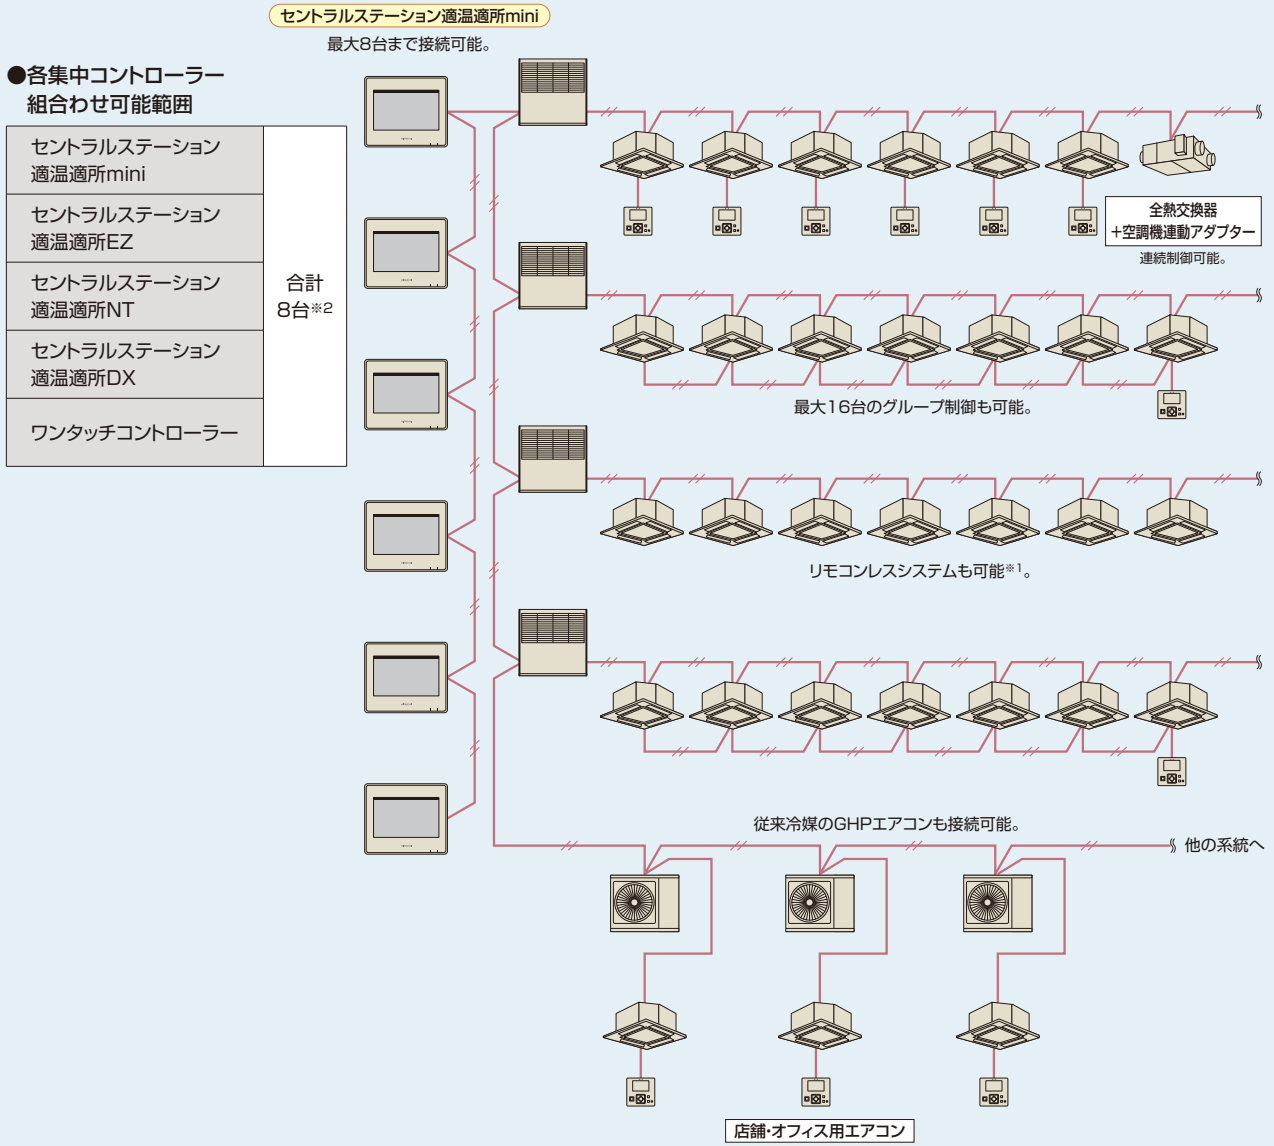 セントラルステーション適温適所mini
最大8台まで接続可能。
●各集中コントローラー
組合わせ可能範囲
セントラルステーション
適温適所mini
セントラルステーション
適温適所EZ
セントラルステーション
適温適所NT
セントラルステーション
適温適所DX
ワンタッチコントローラー
合計
8台※2
全熱交換器
+空調機連動アダプター
連続制御可能。
最大16台のグループ制御も可能。
リモコンレスシステムも可能※1。
従来冷媒のGHPエアコンも接続可能。
他の系統へ
店舗・オフィス用エアコン